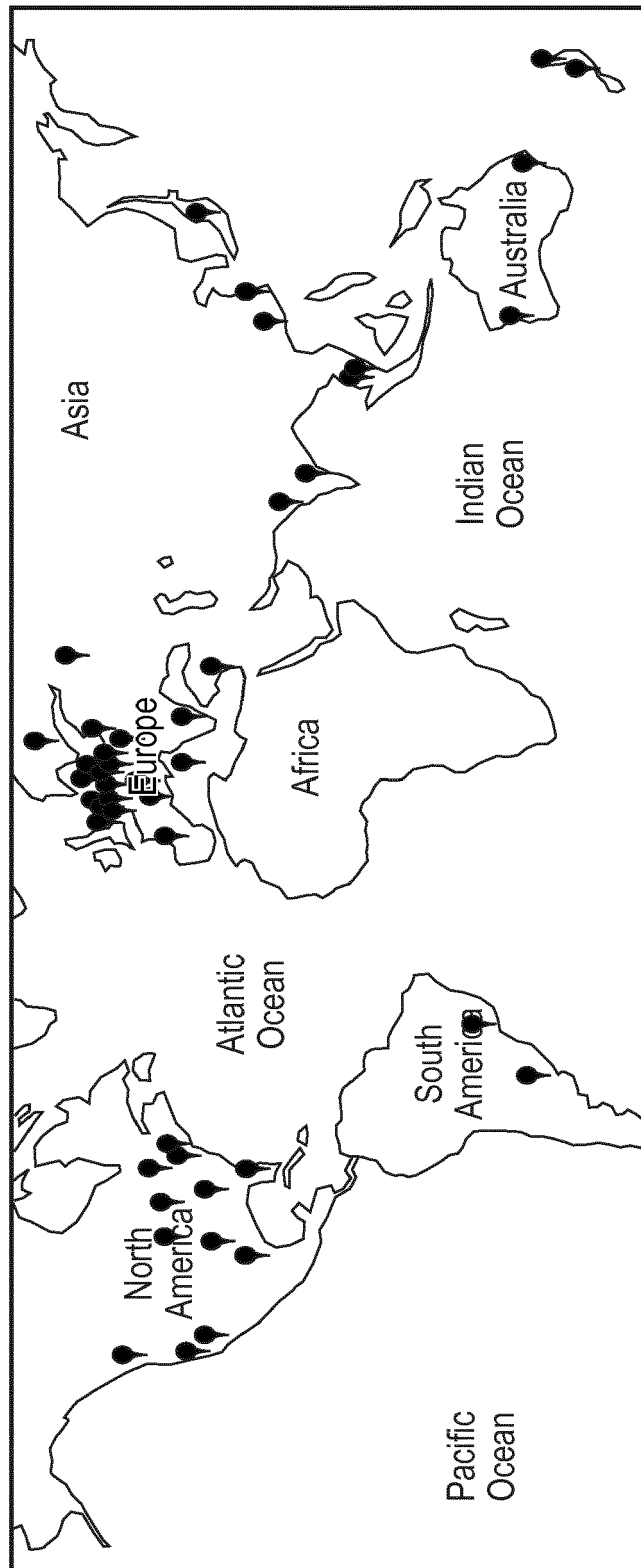 North
America
Atlantic
Ocean
Europe
Asia
Africa
South
America
Pacific
Ocean
Indian
Ocean
Australia